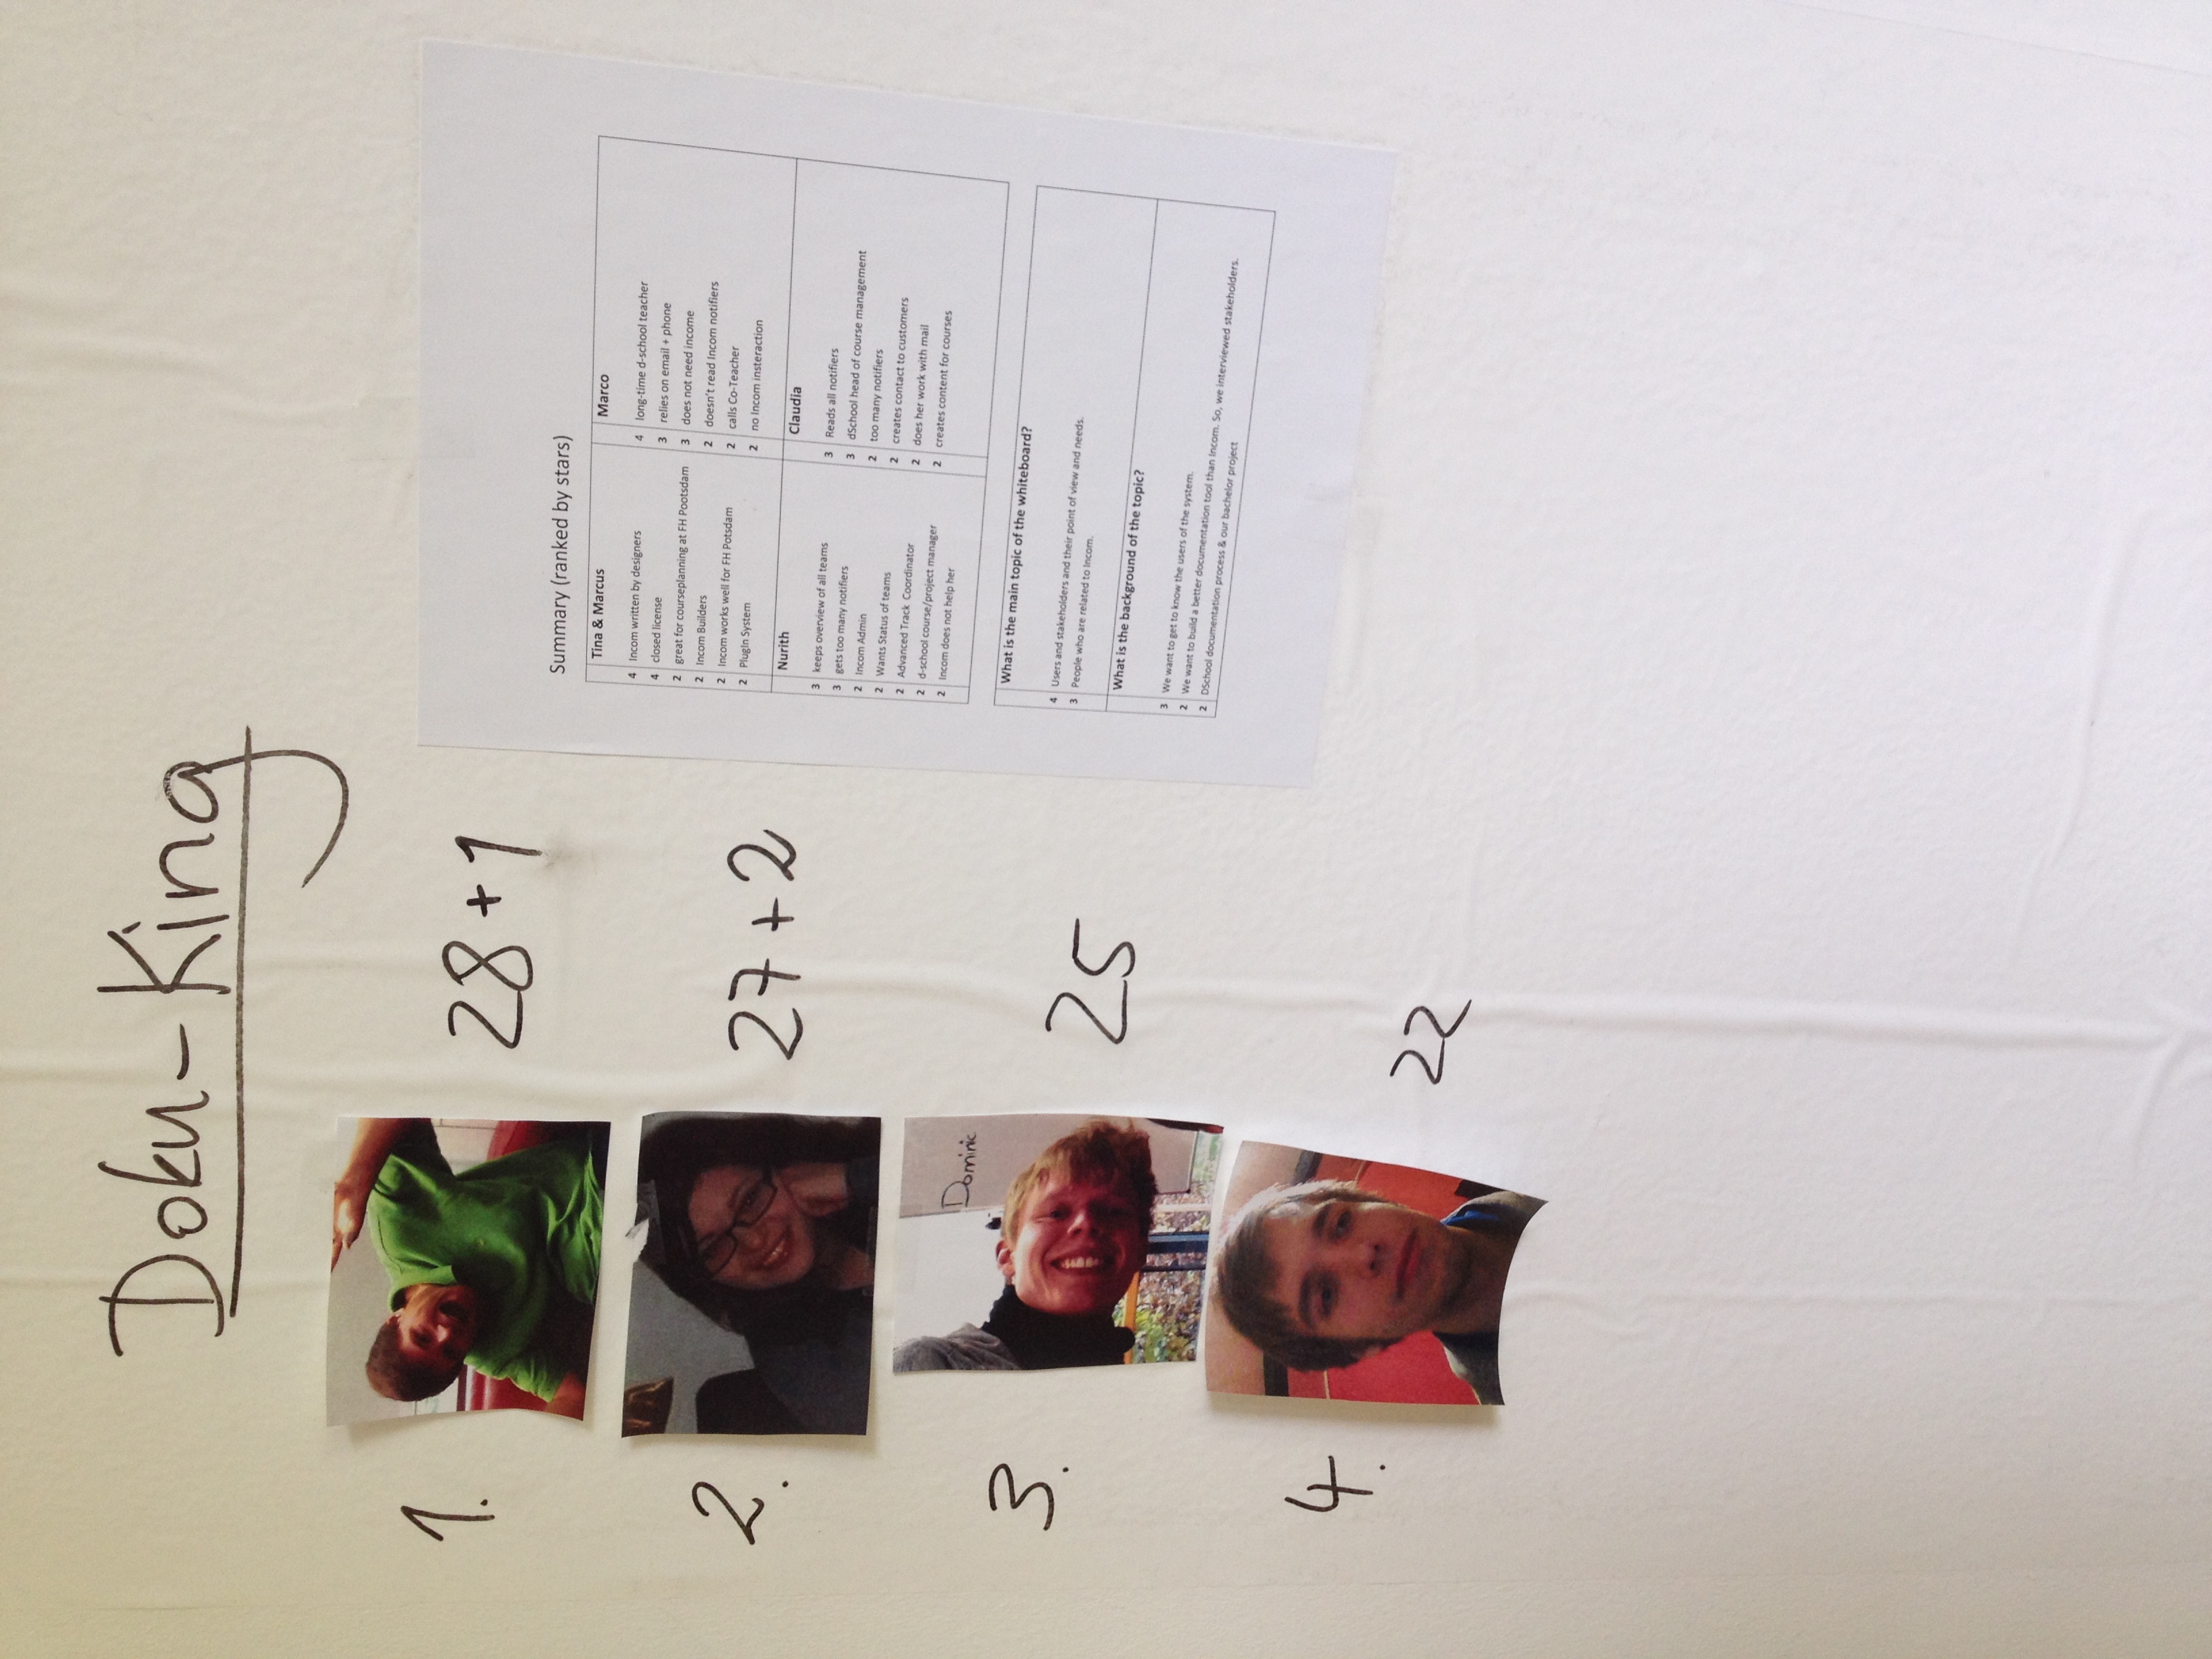 Doku-King
1.
28+1
2.
27+2
3.
Dominic
25
4.
22
Summary (ranked by stars)
Tina & Marcus
4 Incom written by designers
4 closed license
2 great for courseplanning at FH Pootsdam
2 Incom Builders
2 Incom works well for FH Potsdam
2 PlugIn System
Marco
4 long-time d-school teacher
3 relies on email + phone
3 does not need income
2 doesn't read Incom notifiers
2 calls Co-Teacher
2 no Incom insteraction
Nurith
3 keeps overview of all teams
3 gets too many notifiers
2 Incom Admin
2 Wants Status of teams
2 Advanced Track Coordinator
2 d-school course/project manager
2 Incom does not help her
Claudia
3 Reads all notifiers
3 dSchool head of course management
2 too many notifiers
2 creates contact to customers
2 does her work with mail
2 creates content for courses
What is the main topic of the whiteboard?
4 Users and stakeholders and their point of view and needs.
3 People who are related to Incom.
What is the background of the topic?
3 We want to get to know the users of the system.
2 We want to build a better documentation tool than Incom. So, we interviewed stakeholders.
2 DSchool documentation process & our bachelor project